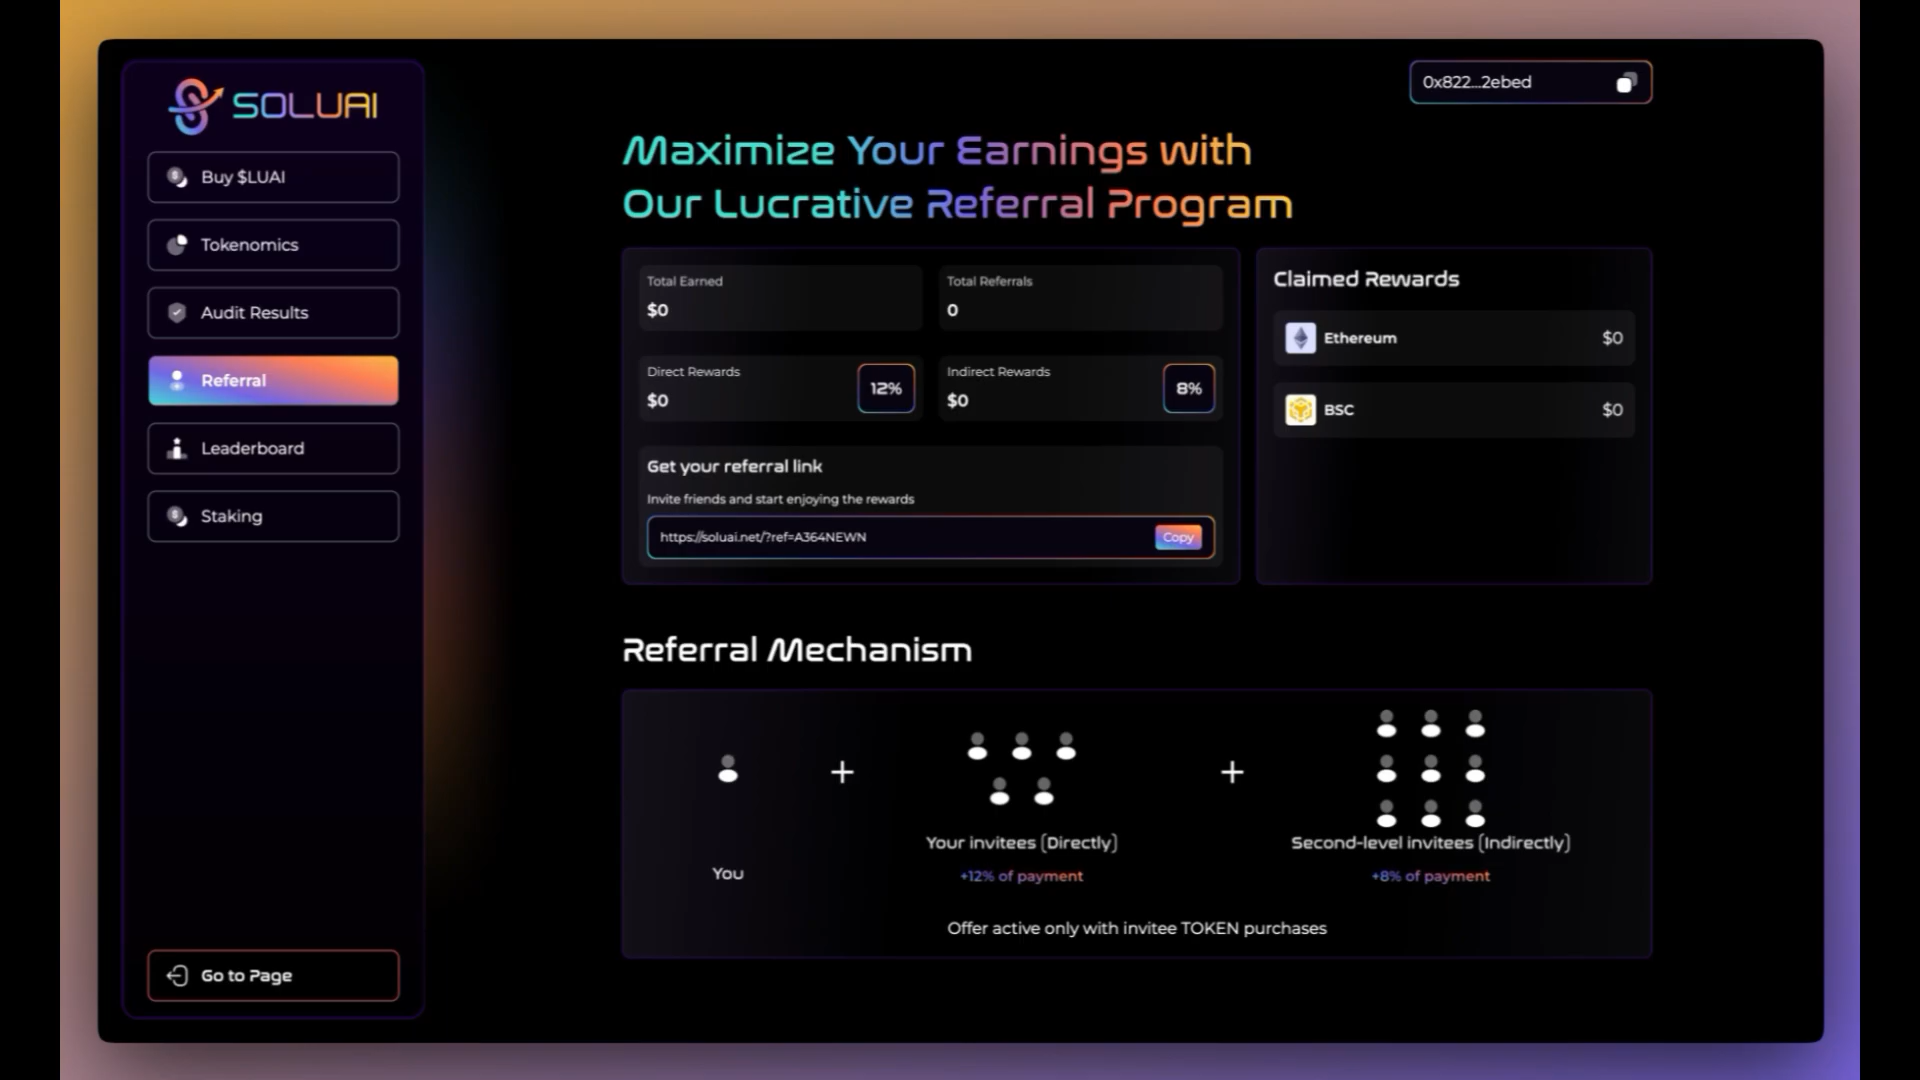 SOLUAI
Buy $LUAI
Tokenomics
Audit Results
Referral
Leaderboard
Staking
Go to Page
0x822...2ebed
Maximize Your Earnings with
Our Lucrative Referral Program
Total Earned
$0
Total Referrals
0
Direct Rewards
$0
12%
Indirect Rewards
$0
8%
Get your referral link
Invite friends and start enjoying the rewards
https://soluai.net/?ref=A364NEWN
Copy
Claimed Rewards
Ethereum $0
BSC $0
Referral Mechanism
You
+
Your invitees (Directly)
+12% of payment
+
Second-level invitees (Indirectly)
+8% of payment
Offer active only with invitee TOKEN purchases